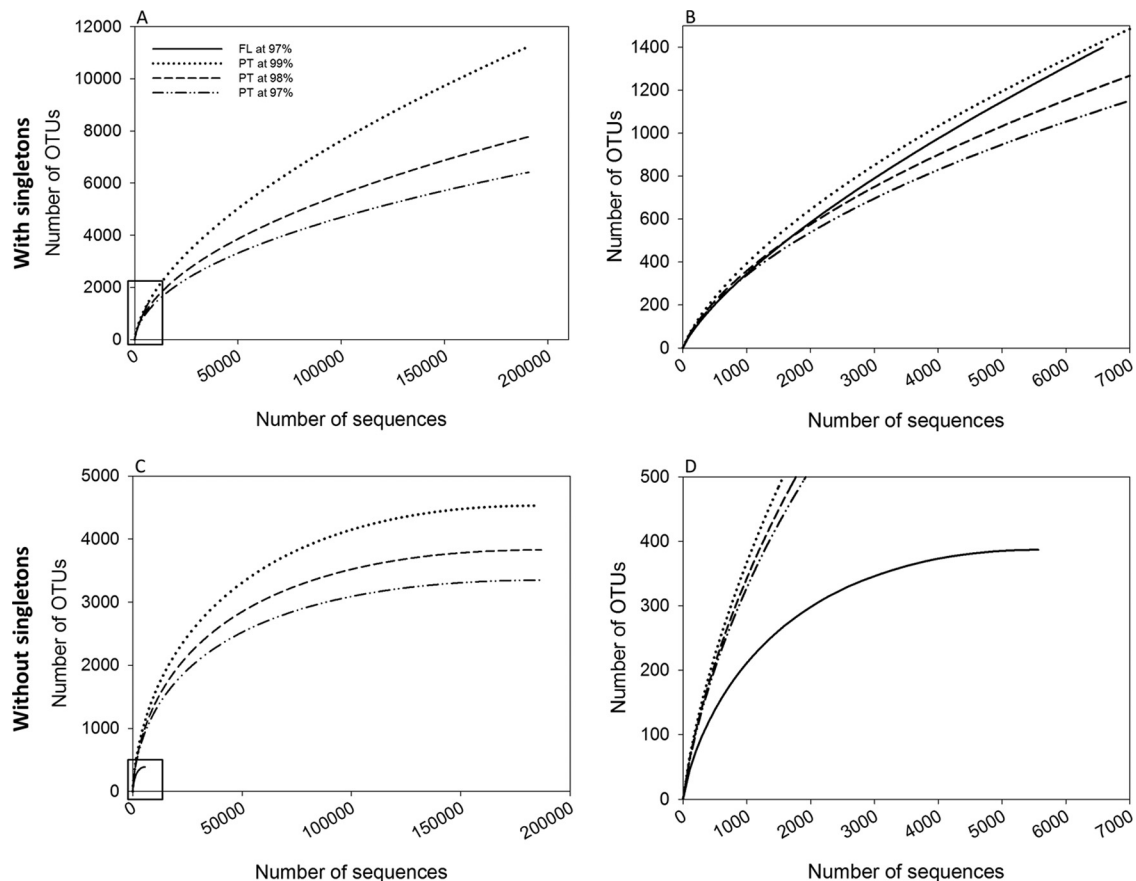 A
12000
10000
8000
6000
4000
2000
0
FL at 97%
PT at 99%
PT at 98%
PT at 97%
With singletons
Number of OTUs
0
50000
100000
150000
200000
Number of sequences
B
1400
1200
1000
800
600
400
200
0
Number of OTUs
0
1000
2000
3000
4000
5000
6000
7000
Number of sequences
C
5000
4000
3000
2000
1000
0
Without singletons
Number of OTUs
0
50000
100000
150000
200000
Number of sequences
D
500
400
300
200
100
0
Number of OTUs
0
1000
2000
3000
4000
5000
6000
7000
Number of sequences